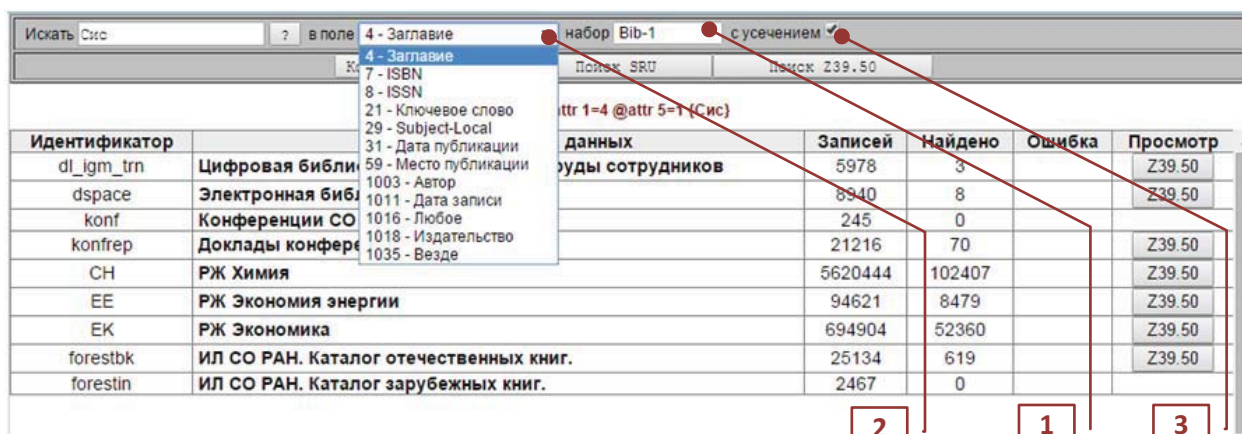 Искать Сис ? в поле 4 - Заглавие набор Bib-1 с усечением
Поиск SRU Поиск Z39.50
4 - Заглавие
7 - ISBN
8 - ISSN
21 - Ключевое слово
29 - Subject-Local
31 - Дата публикации
59 - Место публикации
1003 - Автор
1011 - Дата записи
1016 - Любое
1018 - Издательство
1035 - Везде
attr 1=4 @attr 5=1 {Сис}
Идентификатор данных Записей Найдено Ошибка Просмотр
dl_igm_trn Цифровая труды сотрудников 5978 3 Z39.50
dspace Электронная 8940 8 Z39.50
konf Конференции СО 245 0
konfrep Доклады 21216 70 Z39.50
CH РЖ Химия 5620444 102407 Z39.50
EE РЖ Экономия энергии 94621 8479 Z39.50
EK РЖ Экономика 694904 52360 Z39.50
forestbk ИЛ СО РАН. Каталог отечественных книг. 25134 619 Z39.50
forestin ИЛ СО РАН. Каталог зарубежных книг. 2467 0
2 1 3